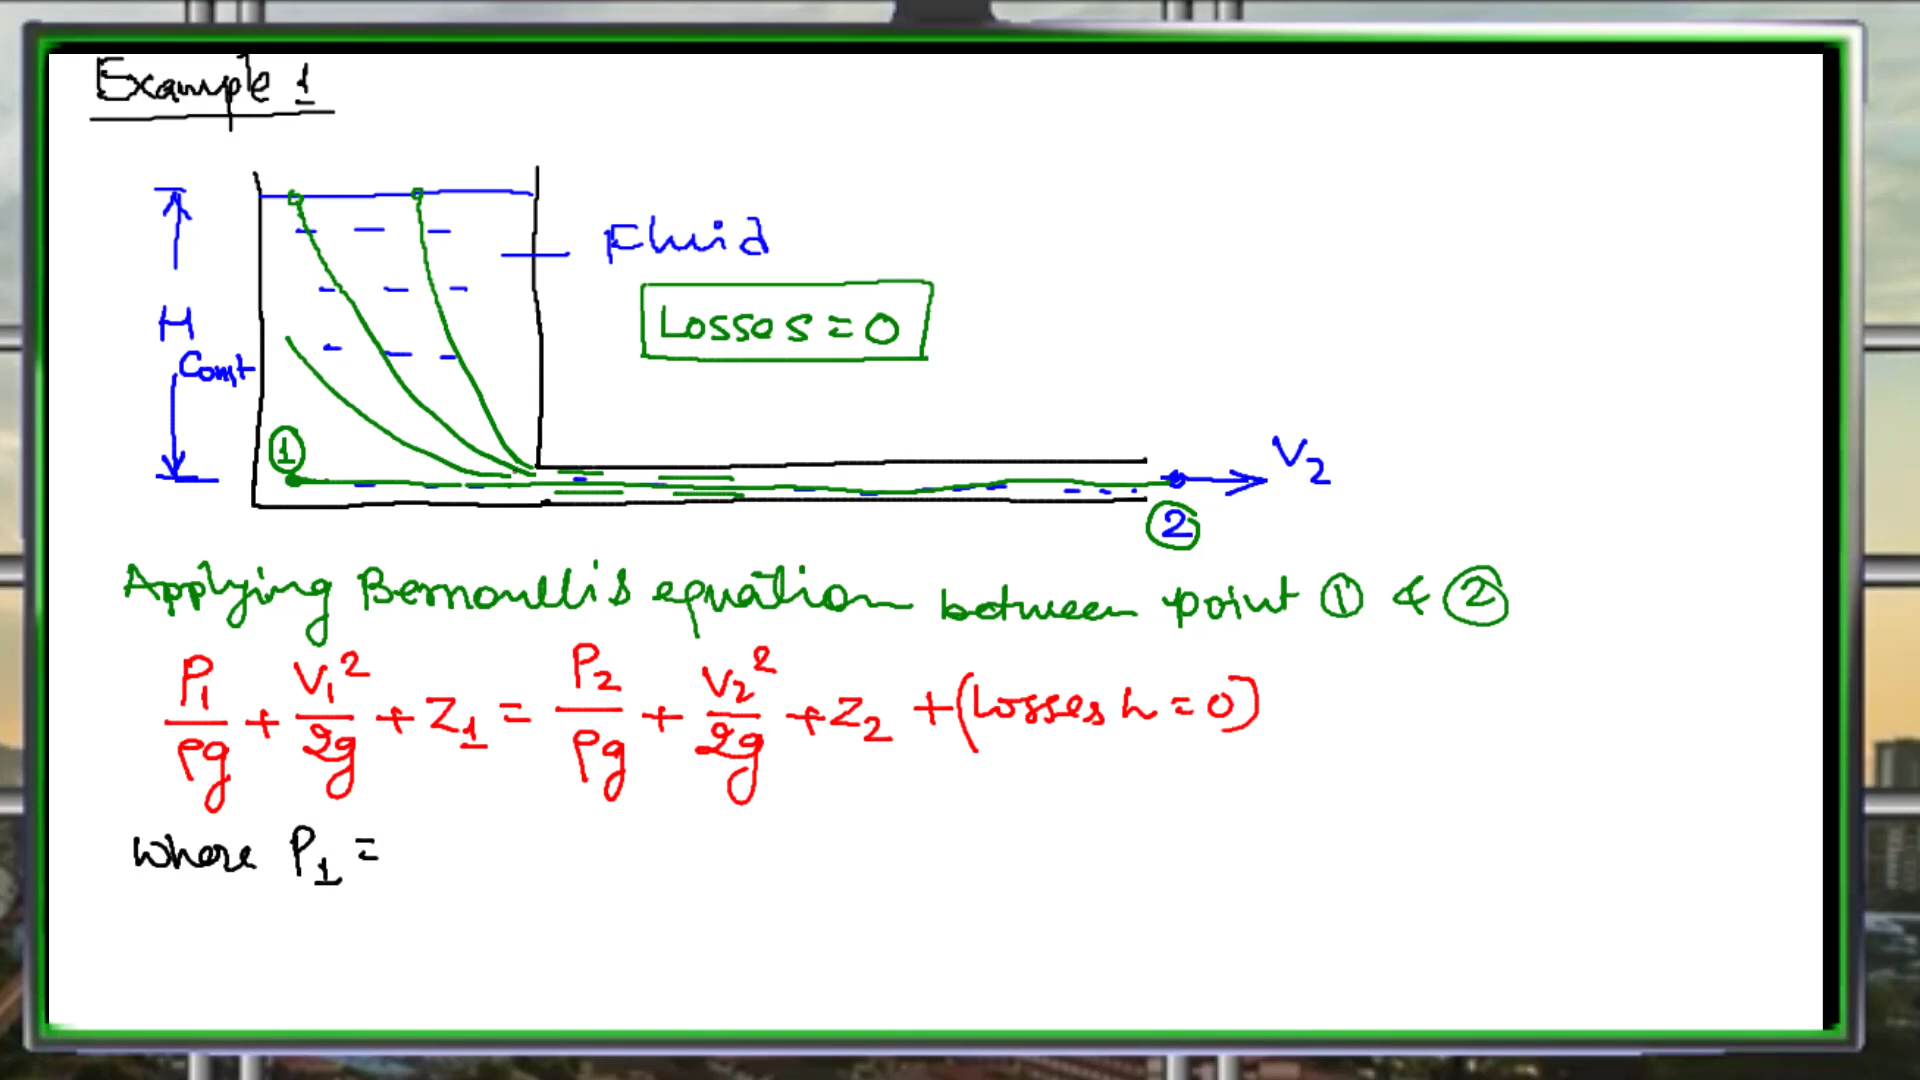 Example 1
Fluid
Losses = 0
H
Const
1
V2
2
Applying Bernoullis equation between point ① & ②
P₁/ρg + V₁²/2g + Z₁ = P₂/ρg + V₂²/2g + Z₂ + (Losses h = 0)
where P₁ =